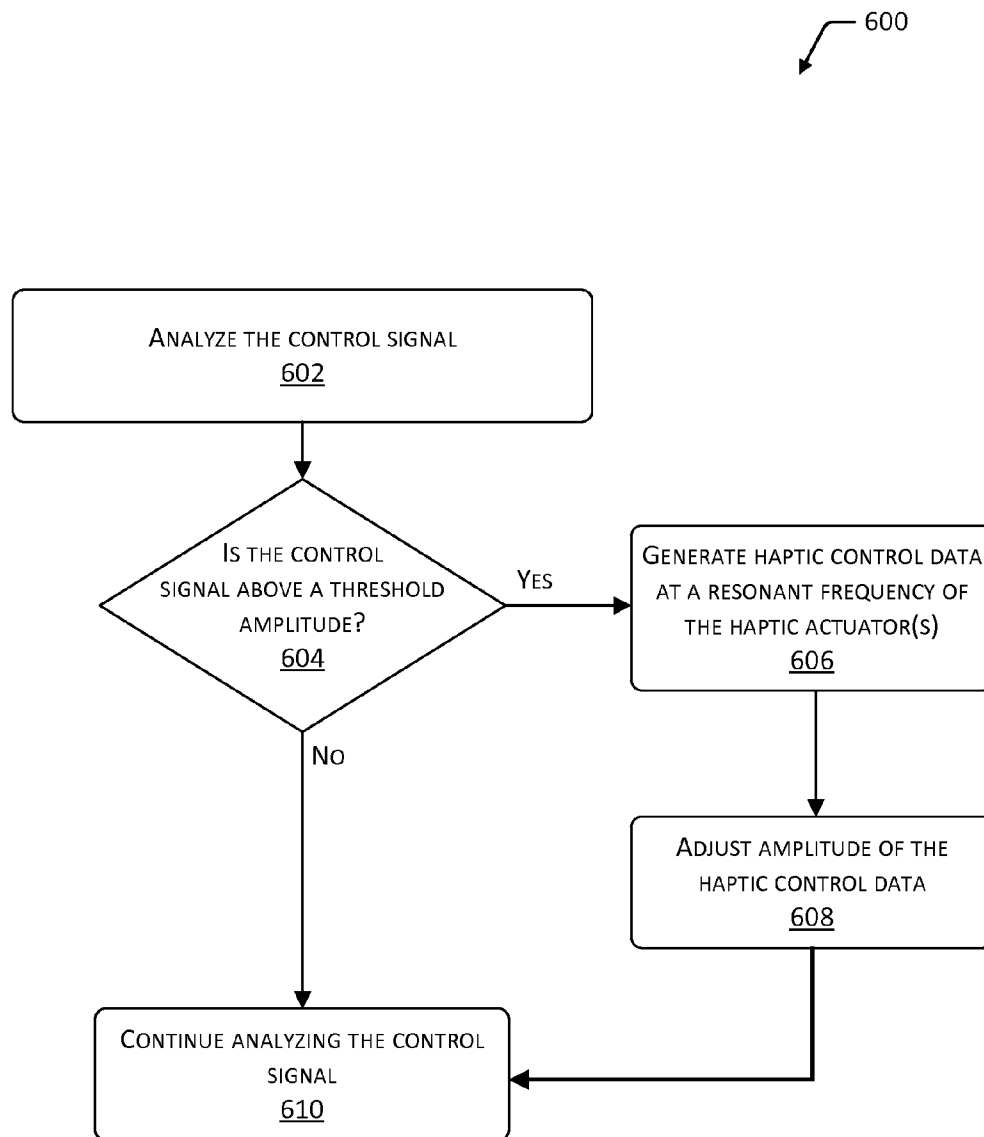 600
ANALYZE THE CONTROL SIGNAL
602
IS THE CONTROL
SIGNAL ABOVE A THRESHOLD
AMPLITUDE?
604
YES
GENERATE HAPTIC CONTROL DATA
AT A RESONANT FREQUENCY OF
THE HAPTIC ACTUATOR(S)
606
NO
ADJUST AMPLITUDE OF THE
HAPTIC CONTROL DATA
608
CONTINUE ANALYZING THE CONTROL
SIGNAL
610